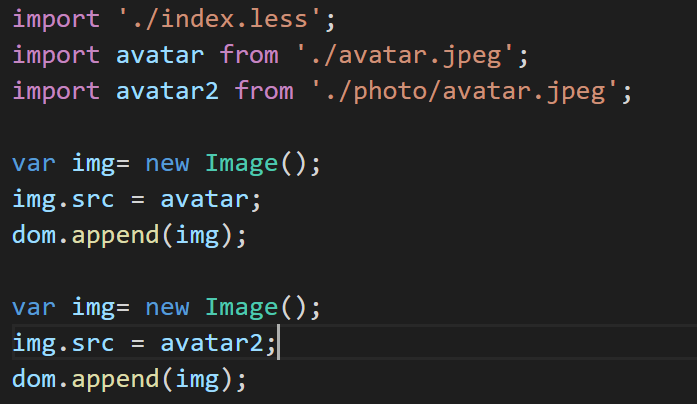 import './index.less';
import avatar from './avatar.jpeg';
import avatar2 from './photo/avatar.jpeg';
var img= new Image();
img.src = avatar;
dom.append(img);
var img= new Image();
img.src = avatar2;
dom.append(img);